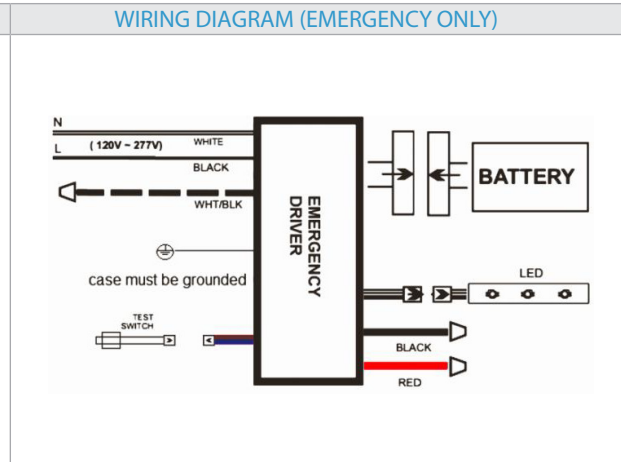 WIRING DIAGRAM (EMERGENCY ONLY)
N
( 120V ~ 277V)
WHITE
L
BLACK
WHT/BLK
case must be grounded
TEST
SWITCH
EMERGENCY
DRIVER
BATTERY
LED
BLACK
RED